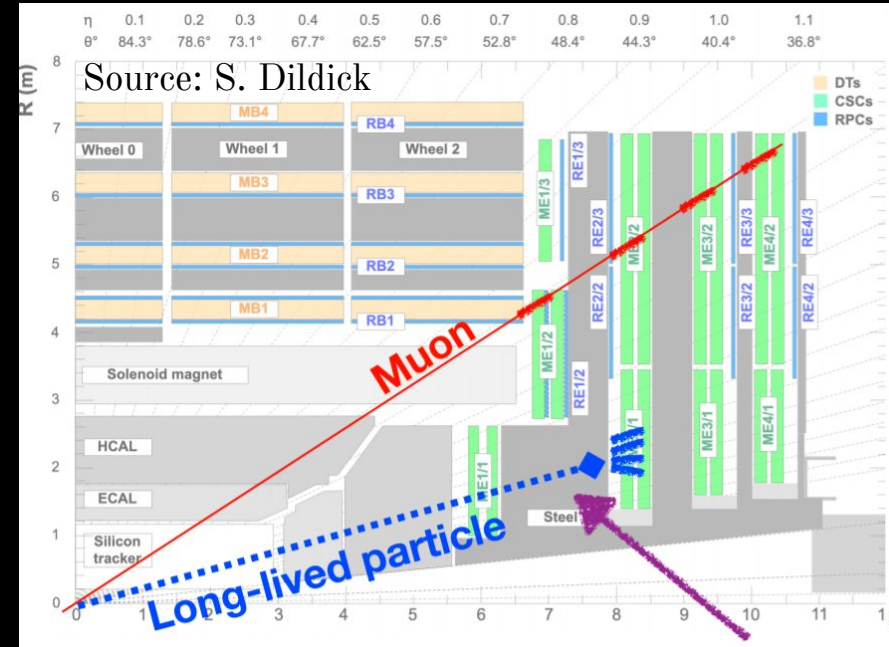 η 0.1 0.2 0.3 0.4 0.5 0.6 0.7 0.8 0.9 1.0 1.1
θ° 84.3° 78.6° 73.1° 67.7° 62.5° 57.5° 52.8° 48.4° 44.3° 40.4° 36.8°
R (m)
8
Source: S. Dildick
DTs
CSCs
RPCs
7
MB4
RB4
Wheel 0
Wheel 1
Wheel 2
RE1/3
ME1/3
6
MB3
RB3
RE2/3
ME2/2
ME3/2
RE3/3
ME4/2
RE4/3
5
MB2
RB2
4
MB1
RB1
RE2/2
RE3/2
RE4/2
Muon
ME1/2
RE1/2
Solenoid magnet
3
HCAL
2
ME1/1
ME3/1
ME4/1
ECAL
1
Steel
Silicon
tracker
Long-lived particle
0
0 1 2 3 4 5 6 7 8 9 10 11